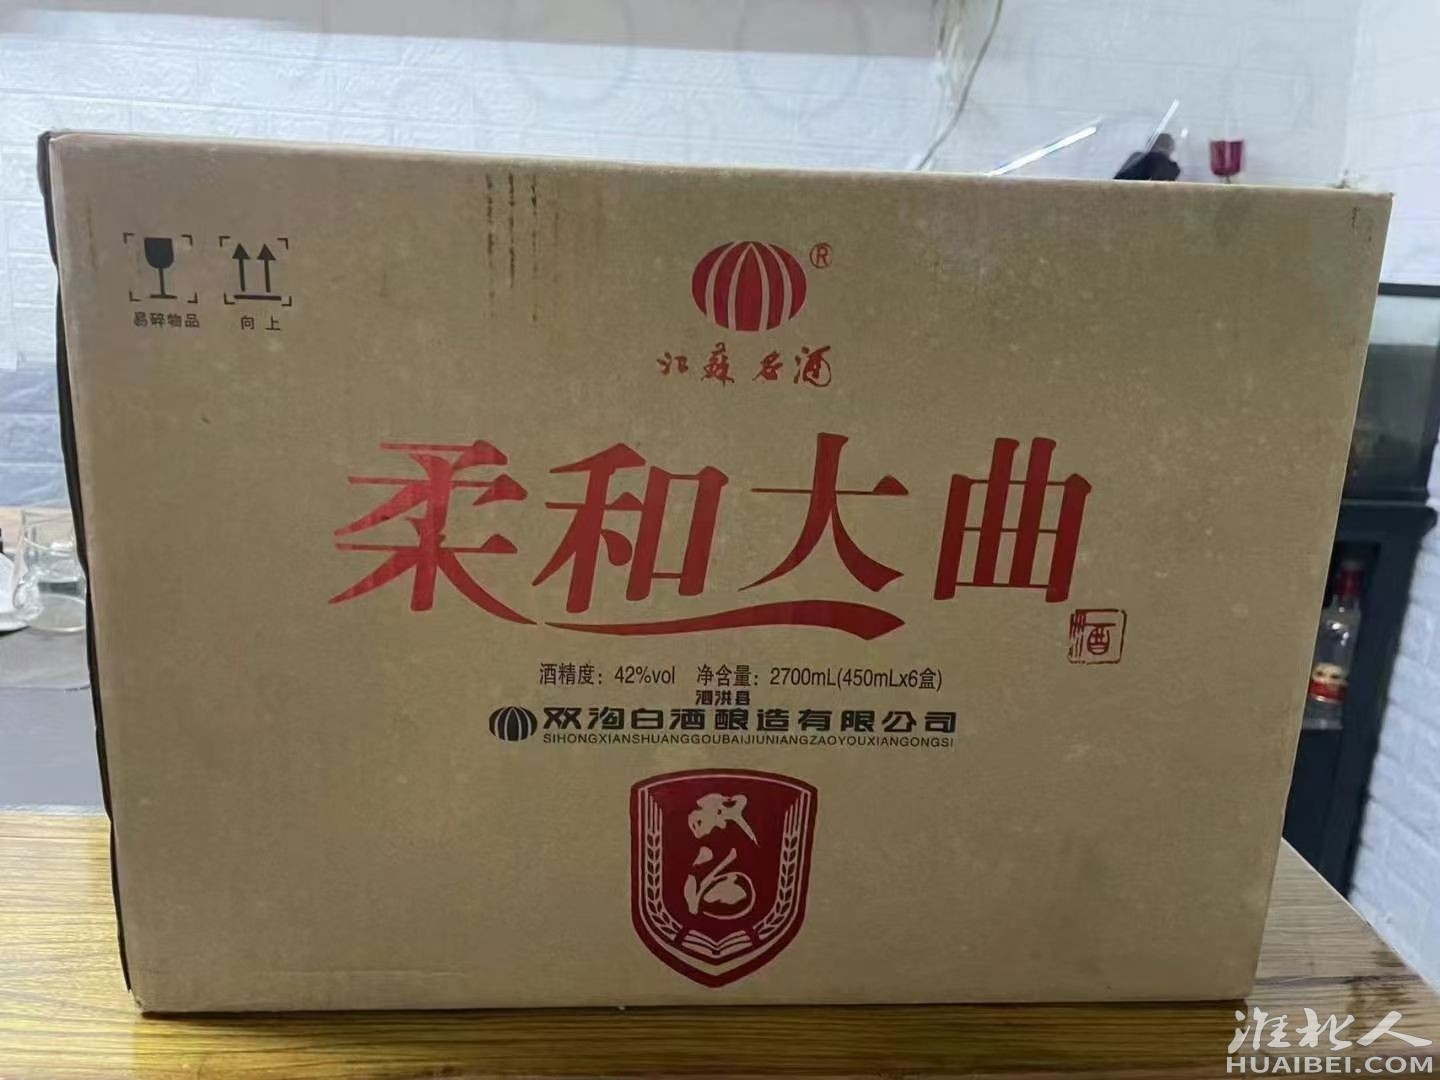 ®
江蘇名酒
柔和大曲
酒
易碎物品
向上
酒精度：42%vol 净含量：2700mL(450mLx6盒)
泗洪县
双沟白酒酿造有限公司
SIHONGXIANSHUANGGOUBAIJIUNIANGZAOYOUXIANGONGSI
双沟
淮北人
HUAIBEI.COM